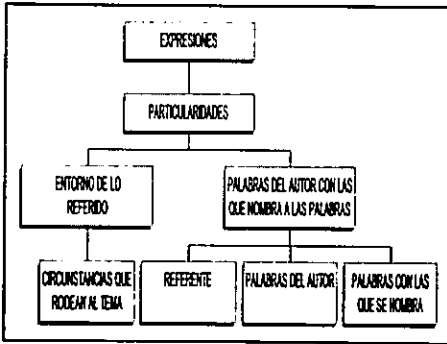 EXPRESIONES
PARTICULARIDADES
ENTORNO DE LO
REFERIDO
PALABRAS DEL AUTOR CON LAS
QUE NOMBRA A LAS PALABRAS
CIRCUNSTANCIAS QUE
RODEAN AL TEMA
REFERENTE
PALABRAS DEL AUTOR
PALABRAS CON LAS
QUE SE NOMBRA